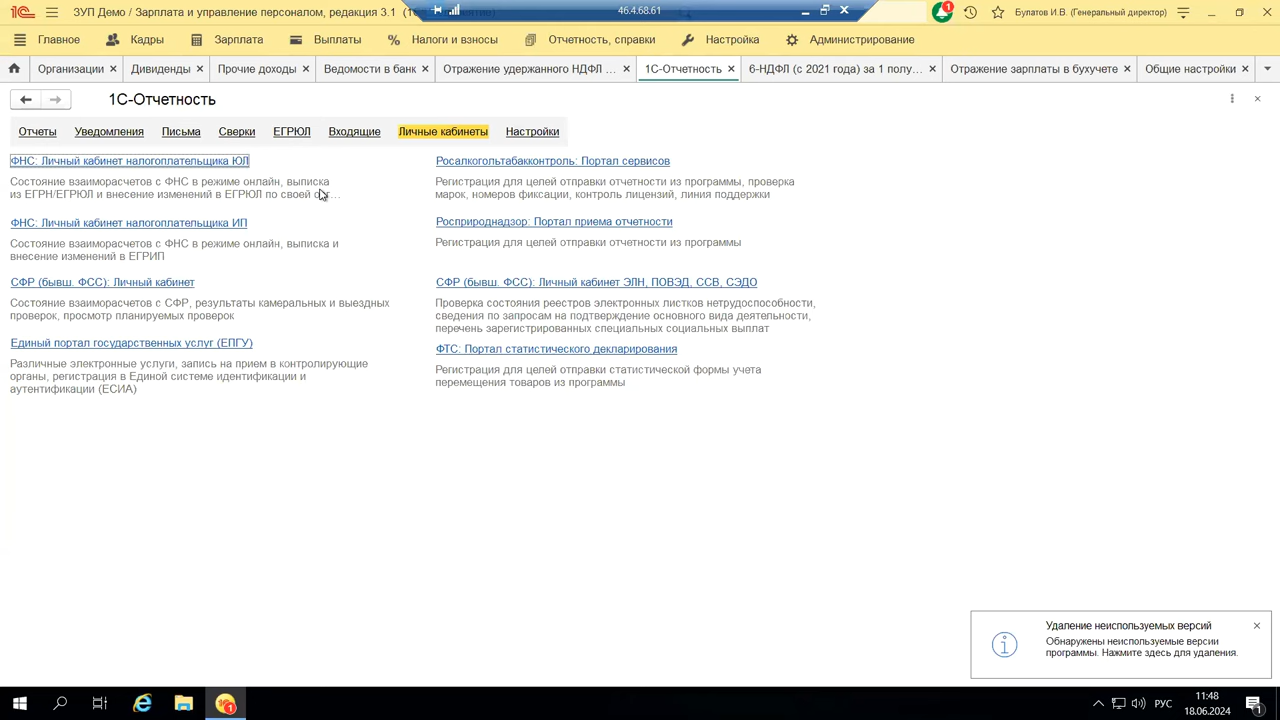 ЗУП Демо / Зарплата и управление персоналом, редакция 3.1 (1С
46.4.68.61
1
Булатов И.В. (Генеральный директор)
Главное
Кадры
Зарплата
Выплаты
Налоги и взносы
Отчетность, справки
Настройка
Администрирование
Организации
Дивиденды
Прочие доходы
Ведомости в банк
Отражение удержанного НДФЛ ...
1С-Отчетность
6-НДФЛ (с 2021 года) за 1 полу...
Отражение зарплаты в бухучете
Общие настройки
1С-Отчетность
Отчеты
Уведомления
Письма
Сверки
ЕГРЮЛ
Входящие
Личные кабинеты
Настройки
ФНС: Личный кабинет налогоплательщика ЮЛ
Состояние взаиморасчетов с ФНС в режиме онлайн, выписка
из ЕГРН/ЕГРЮЛ и внесение изменений в ЕГРЮЛ по своей
ФНС: Личный кабинет налогоплательщика ИП
Состояние взаиморасчетов с ФНС в режиме онлайн, выписка и
внесение изменений в ЕГРИП
СФР (бывш. ФСС): Личный кабинет
Состояние взаиморасчетов с СФР, результаты камеральных и выездных
проверок, просмотр планируемых проверок
Единый портал государственных услуг (ЕПГУ)
Различные электронные услуги, запись на прием в контролирующие
органы, регистрация в Единой системе идентификации и
аутентификации (ЕСИА)
Росалкогольтабакконтроль: Портал сервисов
Регистрация для целей отправки отчетности из программы, проверка
марок, номеров фиксации, контроль лицензий, линия поддержки
Росприроднадзор: Портал приема отчетности
Регистрация для целей отправки отчетности из программы
СФР (бывш. ФСС): Личный кабинет ЭЛН, ПОВЭД, ССВ, СЭДО
Проверка состояния реестров электронных листков нетрудоспособности,
сведения по запросам на подтверждение основного вида деятельности,
перечень зарегистрированных специальных социальных выплат
ФТС: Портал статистического декларирования
Регистрация для целей отправки статистической формы учета
перемещения товаров из программы
Удаление неиспользуемых версий
Обнаружены неиспользуемые версии
программы. Нажмите здесь для удаления.
1
РУС
11:48
18.06.2024
1